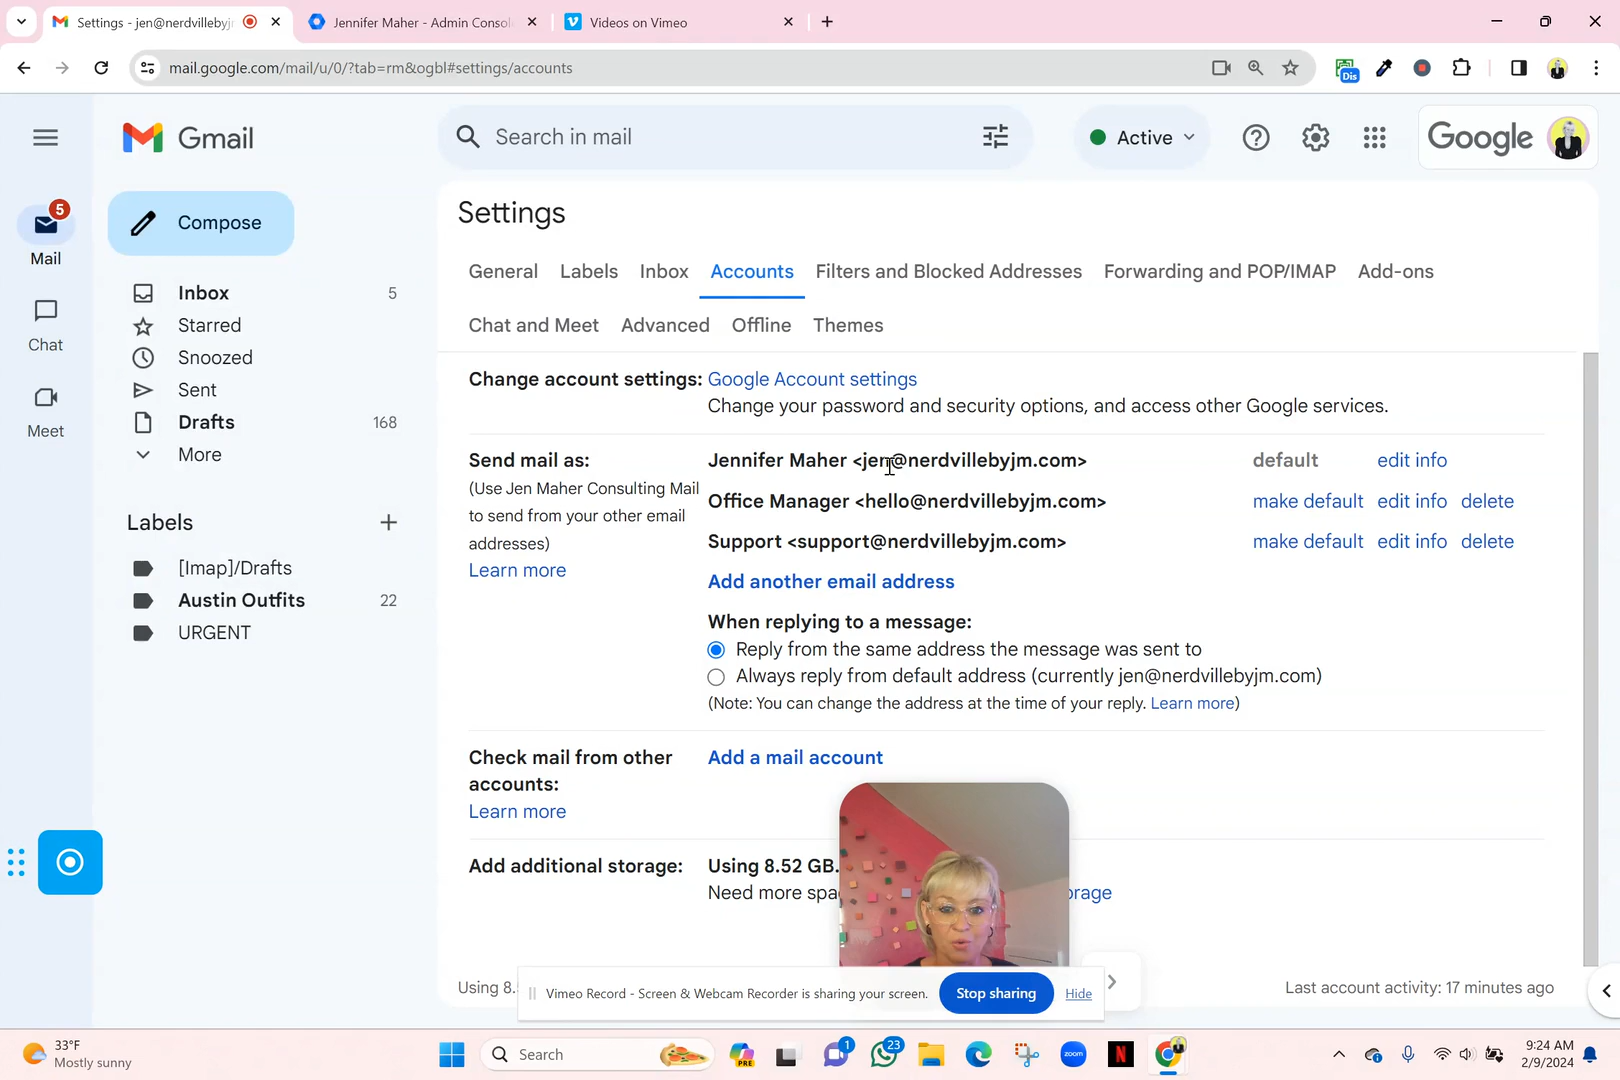 Settings - jen@nerdvillebyj
Jennifer Maher - Admin Consol
Videos on Vimeo
mail.google.com/mail/u/0/?tab=rm&ogbl#settings/accounts
Dis
Gmail
Search in mail
Active
Google
5
Mail
Chat
Meet
Compose
Inbox 5
Starred
Snoozed
Sent
Drafts 168
More
Labels
[Imap]/Drafts
Austin Outfits 22
URGENT
Settings
General Labels Inbox Accounts Filters and Blocked Addresses Forwarding and POP/IMAP Add-ons
Chat and Meet Advanced Offline Themes
Change account settings: Google Account settings
Change your password and security options, and access other Google services.
Send mail as:
(Use Jen Maher Consulting Mail
to send from your other email
addresses)
Learn more
Jennifer Maher <jen@nerdvillebyjm.com> default edit info
Office Manager <hello@nerdvillebyjm.com> make default edit info delete
Support <support@nerdvillebyjm.com> make default edit info delete
Add another email address
When replying to a message:
Reply from the same address the message was sent to
Always reply from default address (currently jen@nerdvillebyjm.com)
(Note: You can change the address at the time of your reply. Learn more)
Check mail from other
accounts:
Learn more
Add a mail account
Add additional storage: Using 8.52 GB.
Need more spa orage
Using 8.5
Last account activity: 17 minutes ago
Vimeo Record - Screen & Webcam Recorder is sharing your screen. Stop sharing Hide
33°F
Mostly sunny
Search
PRE
1
23
zoom
N
9:24 AM
2/9/2024